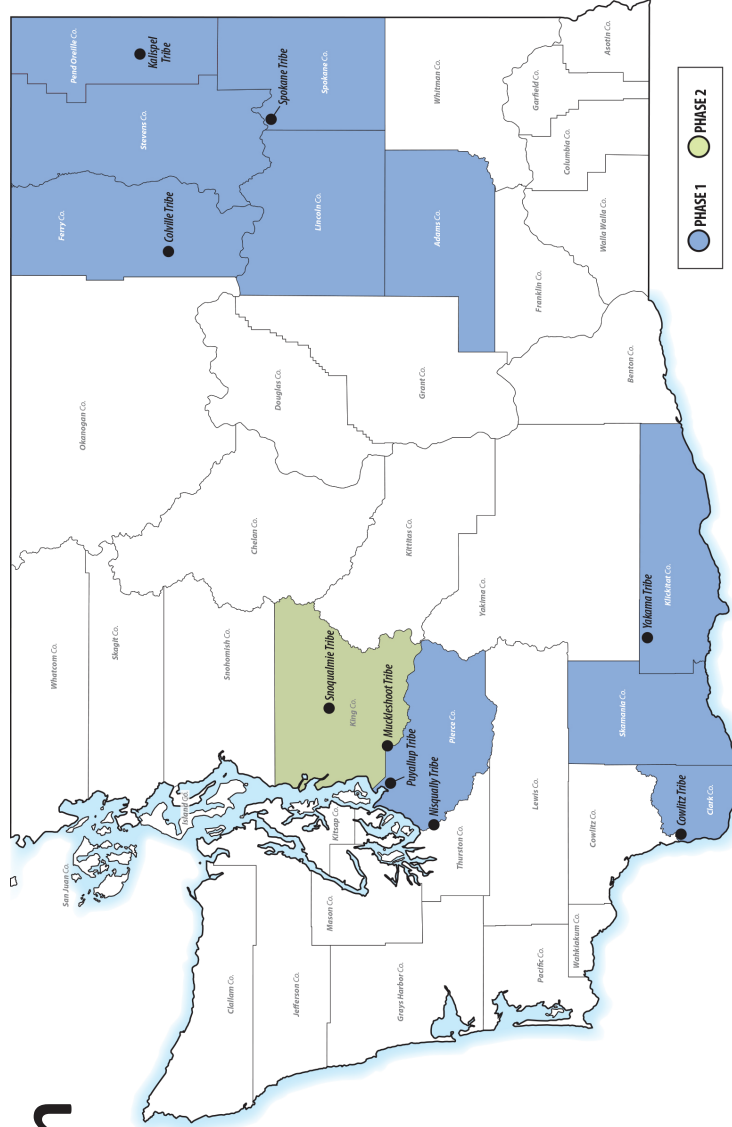 San Juan Co.
Whatcom Co.
Skagit Co.
Island Co.
Snohomish Co.
Okanogan Co.
Ferry Co.
Stevens Co.
Pend Oreille Co.
Kalispel
Tribe
Colville Tribe
Clallam Co.
Chelan Co.
Douglas Co.
Spokane Tribe
Jefferson Co.
Kitsap Co.
Snoqualmie Tribe
King Co.
Lincoln Co.
Spokane Co.
Mason Co.
Muckleshoot Tribe
Puyallup Tribe
Kittitas Co.
Grant Co.
Grays Harbor Co.
Nisqually Tribe
Pierce Co.
Adams Co.
Whitman Co.
Thurston Co.
Yakima Co.
Lewis Co.
Pacific Co.
Franklin Co.
Garfield Co.
Columbia Co.
Asotin Co.
Wahkiakum Co.
Cowlitz Co.
Walla Walla Co.
Benton Co.
Skamania Co.
Yakama Tribe
Klickitat Co.
Cowlitz Tribe
Clark Co.
PHASE 1
PHASE 2